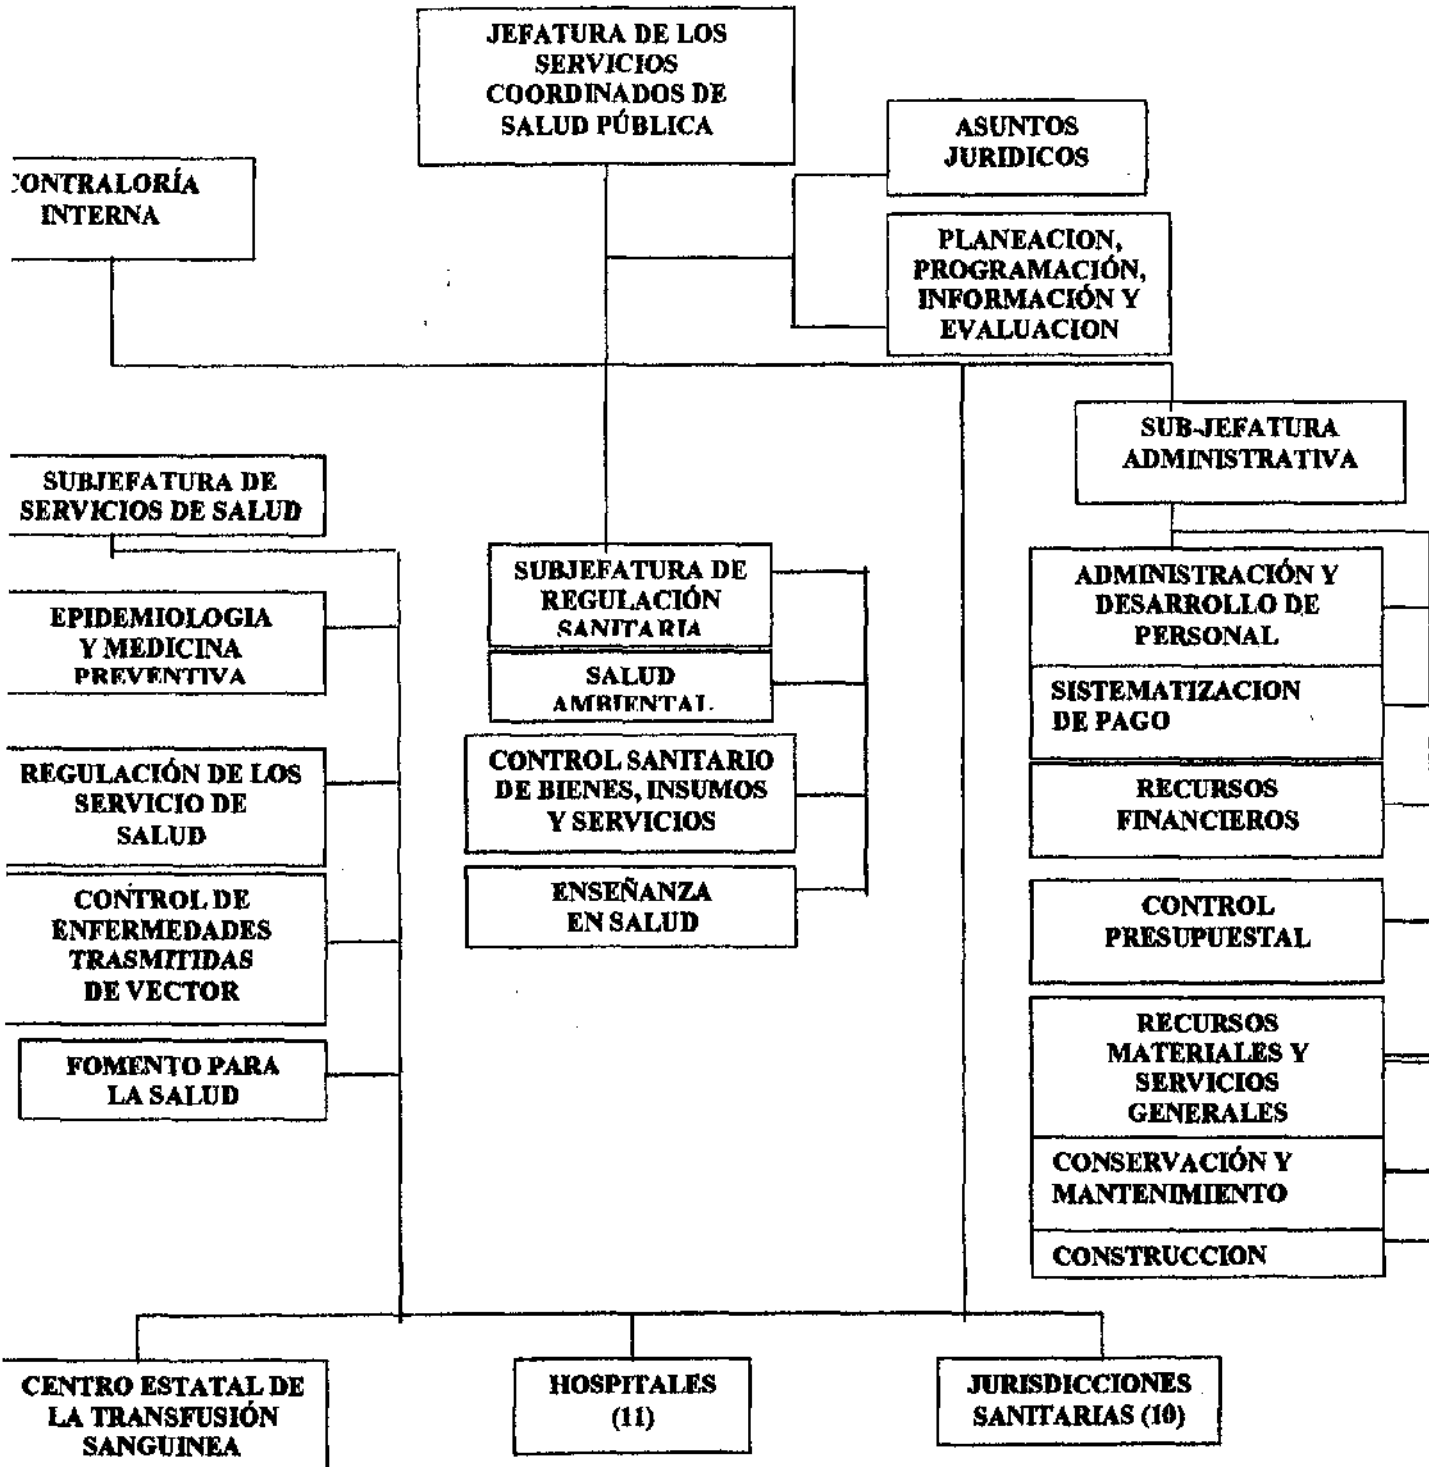 JEFATURA DE LOS
SERVICIOS
COORDINADOS DE
SALUD PÚBLICA
ASUNTOS
JURIDICOS
CONTRALORÍA
INTERNA
PLANEACION,
PROGRAMACIÓN,
INFORMACIÓN Y
EVALUACION
SUB-JEFATURA
ADMINISTRATIVA
SUBJEFATURA DE
SERVICIOS DE SALUD
EPIDEMIOLOGIA
Y MEDICINA
PREVENTIVA
REGULACIÓN DE LOS
SERVICIO DE
SALUD
CONTROL DE
ENFERMEDADES
TRASMITIDAS
DE VECTOR
FOMENTO PARA
LA SALUD
SUBJEFATURA DE
REGULACIÓN
SANITARIA
SALUD
AMBIENTAL
CONTROL SANITARIO
DE BIENES, INSUMOS
Y SERVICIOS
ENSEÑANZA
EN SALUD
ADMINISTRACIÓN Y
DESARROLLO DE
PERSONAL
SISTEMATIZACION
DE PAGO
RECURSOS
FINANCIEROS
CONTROL
PRESUPUESTAL
RECURSOS
MATERIALES Y
SERVICIOS
GENERALES
CONSERVACIÓN Y
MANTENIMIENTO
CONSTRUCCION
CENTRO ESTATAL DE
LA TRANSFUSIÓN
SANGUINEA
HOSPITALES
(11)
JURISDICCIONES
SANITARIAS (10)